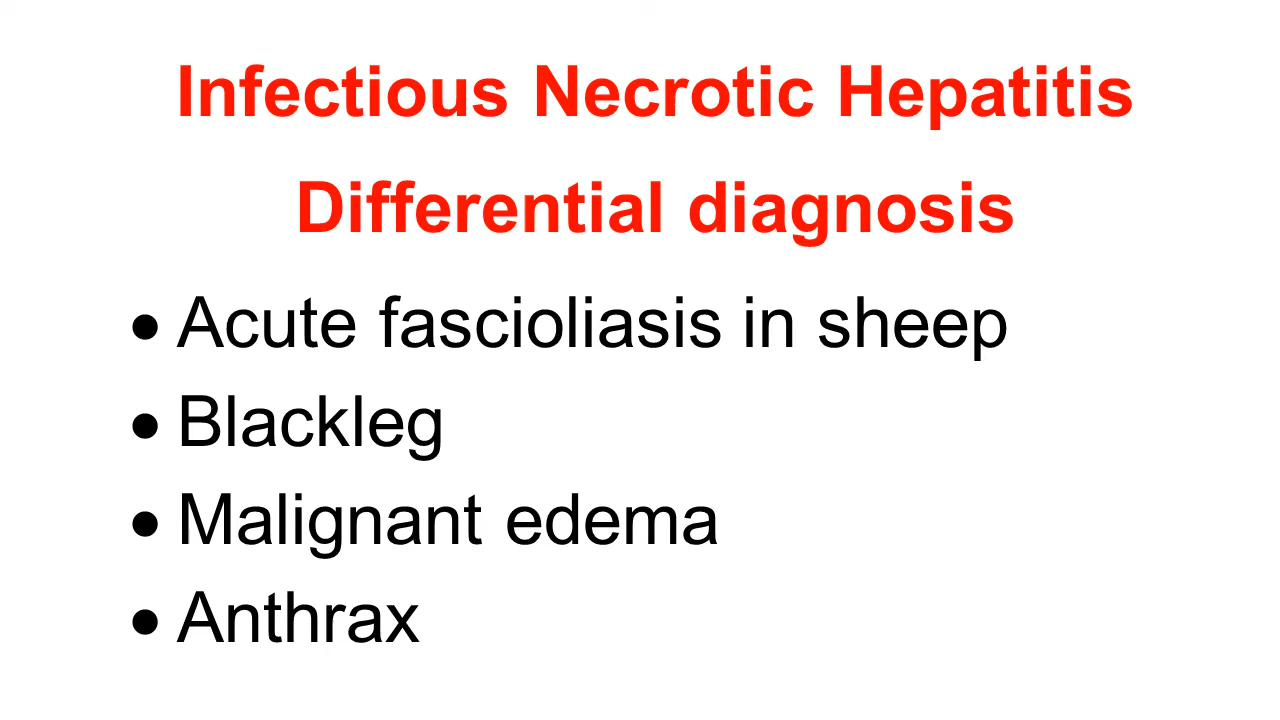 Infectious Necrotic Hepatitis
Differential diagnosis
• Acute fascioliasis in sheep
• Blackleg
• Malignant edema
• Anthrax